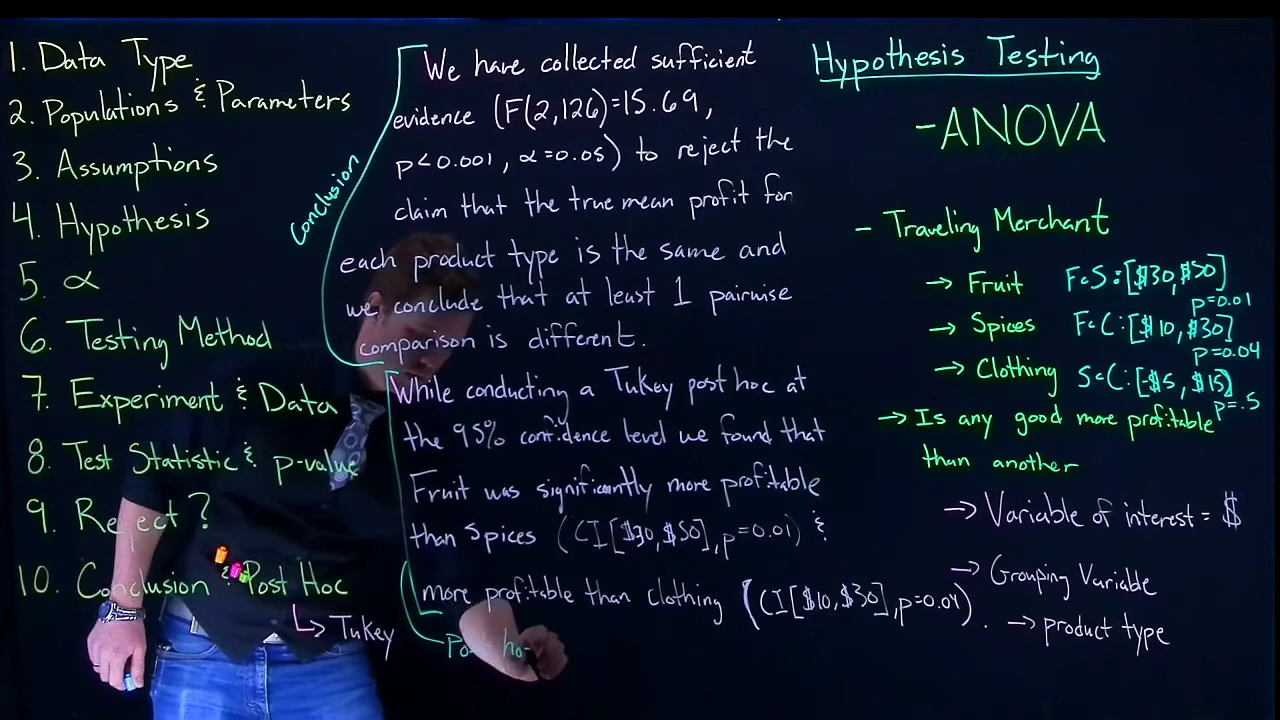 1. Data Type
2. Populations & Parameters
3. Assumptions
4. Hypothesis
5. α
6. Testing Method
7. Experiment & Data
8. Test Statistic & p-value
9. Reject?
10. Conclusion & Post Hoc
↳ Tukey
Conclusion
We have collected sufficient
evidence (F(2,126)=15.69,
p<0.001, α=0.05) to reject the
claim that the true mean profit for
each product type is the same and
we conclude that at least 1 pairwise
comparison is different.
While conducting a Tukey post hoc at
the 95% confidence level we found that
Fruit was significantly more profitable
than Spices (CI[$30,$50], p=0.01) &
more profitable than clothing (CI[$10,$30], p=0.04).
Hypothesis Testing
- ANOVA
- Traveling Merchant
→ Fruit F-S:[$30,$50]
p=0.01
→ Spices F-C:[$10,$30]
p=0.04
→ Clothing S-C:[-$5,$15]
p=.5
→ Is any good more profitable
than another
→ Variable of interest = $
→ Grouping Variable
→ product type